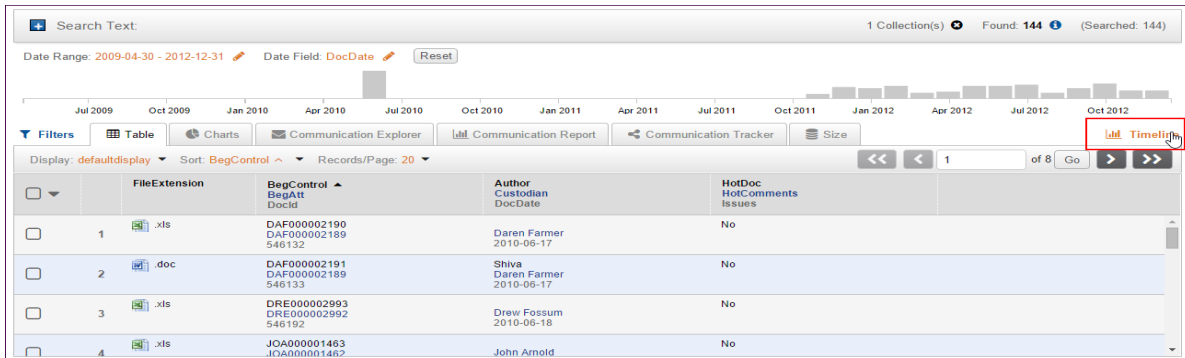 Search Text: 1 Collection(s) Found: 144 (Searched: 144)
Date Range: 2009-04-30 - 2012-12-31 Date Field: DocDate Reset
Jul 2009 Oct 2009 Jan 2010 Apr 2010 Jul 2010 Oct 2010 Jan 2011 Apr 2011 Jul 2011 Oct 2011 Jan 2012 Apr 2012 Jul 2012 Oct 2012
Filters Table Charts Communication Explorer Communication Report Communication Tracker Size Timeline
Display: defaultdisplay Sort: BegControl Records/Page: 20 << < 1 of 8 Go > >>
FileExtension BegControl Author HotDoc
BegAtt Custodian HotComments
DocId DocDate Issues
1 .xls DAF000002190 No
DAF000002189 Daren Farmer
546132 2010-06-17
2 .doc DAF000002191 Shiva No
DAF000002189 Daren Farmer
546133 2010-06-17
3 .xls DRE000002993 No
DRE000002992 Drew Fossum
546192 2010-06-18
4 .xls JOA000001463 No
JOA000001462 John Arnold